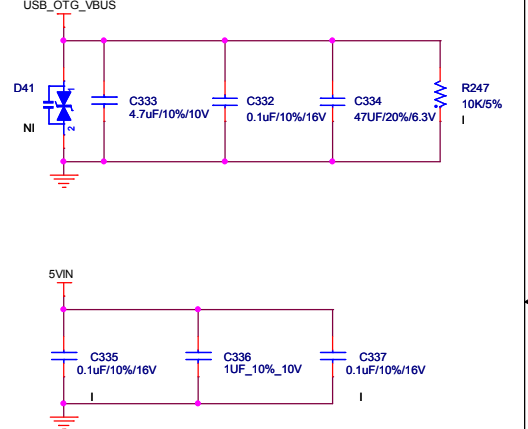 USB_OTG_VBUS
D41
1
2
NI
C333
4.7uF/10%/10V
C332
0.1uF/10%/16V
C334
47UF/20%/6.3V
R247
10K/5%
I
5VIN
C335
0.1uF/10%/16V
I
C336
1UF_10%_10V
C337
0.1uF/10%/16V
I